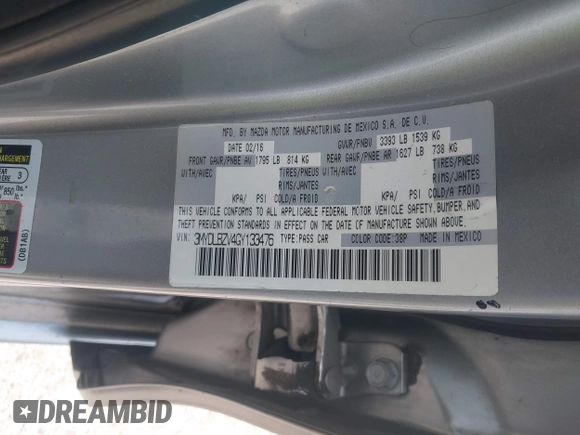 MFD. BY MAZDA MOTOR MANUFACTURING DE MEXICO S.A. DE C.V.
DATE 02/16 GVWR/PNBV 3393 LB 1539 KG
FRONT GAWR/PNBE AV 1795 LB 814 KG REAR GAWR/PNBE AR 1627 LB 738 KG
WITH/AVEC TIRES/PNEUS WITH/AVEC TIRES/PNEUS
RIMS/JANTES RIMS/JANTES
KPA/ PSI COLD/A FROID KPA/ PSI COLD/A FROID
THIS VEHICLE CONFORMS TO ALL APPLICABLE FEDERAL MOTOR VEHICLE SAFETY, BUMPER, AND
THEFT PREVENTION STANDARDS IN EFFECT ON THE DATE OF MANUFACTURE SHOWN ABOVE.
VIN: 3MYDLBZV4GY133476 TYPE: PASS CAR COLOR CODE: 38P MADE IN MEXICO
3
850 lbs.
(DB1A8)
DREAMBID